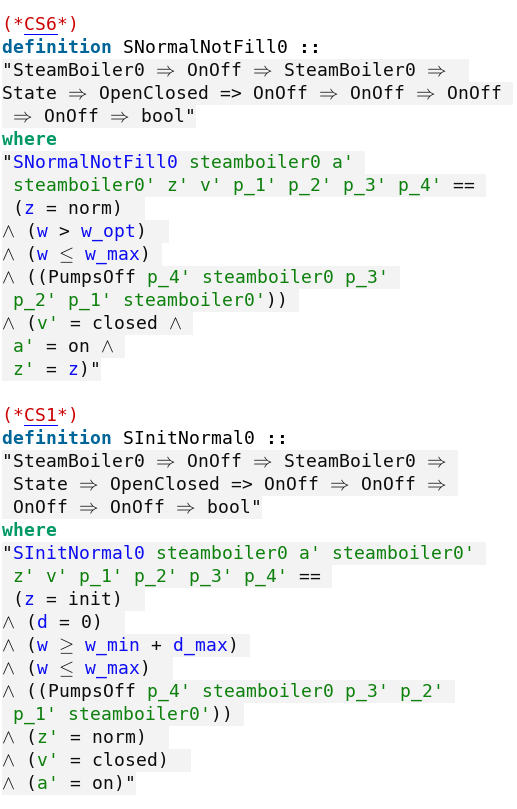 (*CS6*)
definition SNormalNotFill0 ::
"SteamBoiler0 ⇒ OnOff ⇒ SteamBoiler0 ⇒
State ⇒ OpenClosed => OnOff ⇒ OnOff ⇒ OnOff
⇒ OnOff ⇒ bool"
where
"SNormalNotFill0 steamboiler0 a'
steamboiler0' z' v' p_1' p_2' p_3' p_4' ==
(z = norm)
∧ (w > w_opt)
∧ (w ≤ w_max)
∧ ((PumpsOff p_4' steamboiler0 p_3'
p_2' p_1' steamboiler0'))
∧ (v' = closed ∧
a' = on ∧
z' = z)"
(*CS1*)
definition SInitNormal0 ::
"SteamBoiler0 ⇒ OnOff ⇒ SteamBoiler0 ⇒
State ⇒ OpenClosed => OnOff ⇒ OnOff ⇒
OnOff ⇒ OnOff ⇒ bool"
where
"SInitNormal0 steamboiler0 a' steamboiler0'
z' v' p_1' p_2' p_3' p_4' ==
(z = init)
∧ (d = 0)
∧ (w ≥ w_min + d_max)
∧ (w ≤ w_max)
∧ ((PumpsOff p_4' steamboiler0 p_3' p_2'
p_1' steamboiler0'))
∧ (z' = norm)
∧ (v' = closed)
∧ (a' = on)"